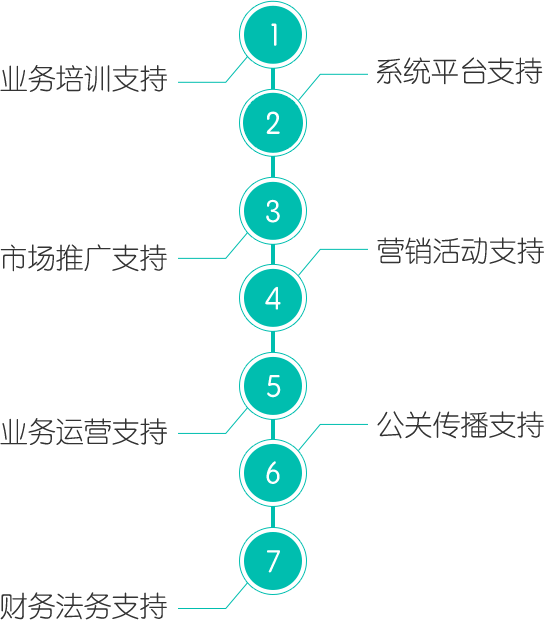 1
业务培训支持
系统平台支持
2
3
市场推广支持
营销活动支持
4
5
业务运营支持
公关传播支持
6
7
财务法务支持